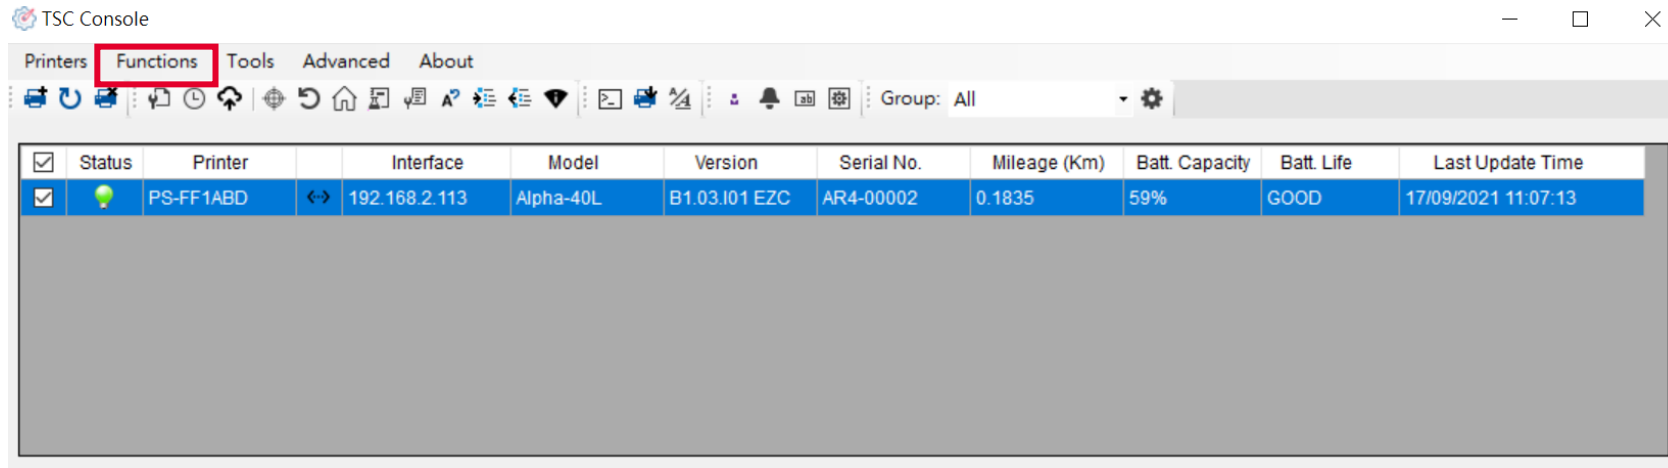 TSC Console
Printers Functions Tools Advanced About
Group: All
Status Printer Interface Model Version Serial No. Mileage (Km) Batt. Capacity Batt. Life Last Update Time
PS-FF1ABD 192.168.2.113 Alpha-40L B1.03.I01 EZC AR4-00002 0.1835 59% GOOD 17/09/2021 11:07:13